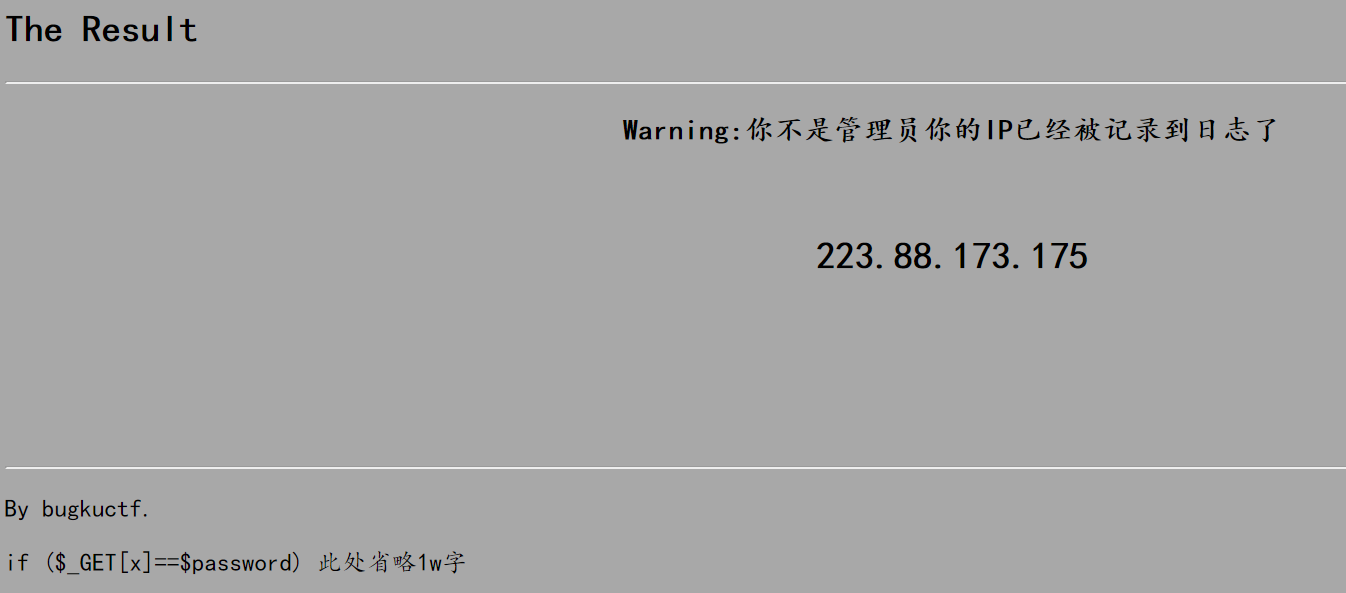 The Result
Warning:你不是管理员你的IP已经被记录到日志了
223.88.173.175
By bugkuctf.
if ($_GET[x]==$password) 此处省略1w字